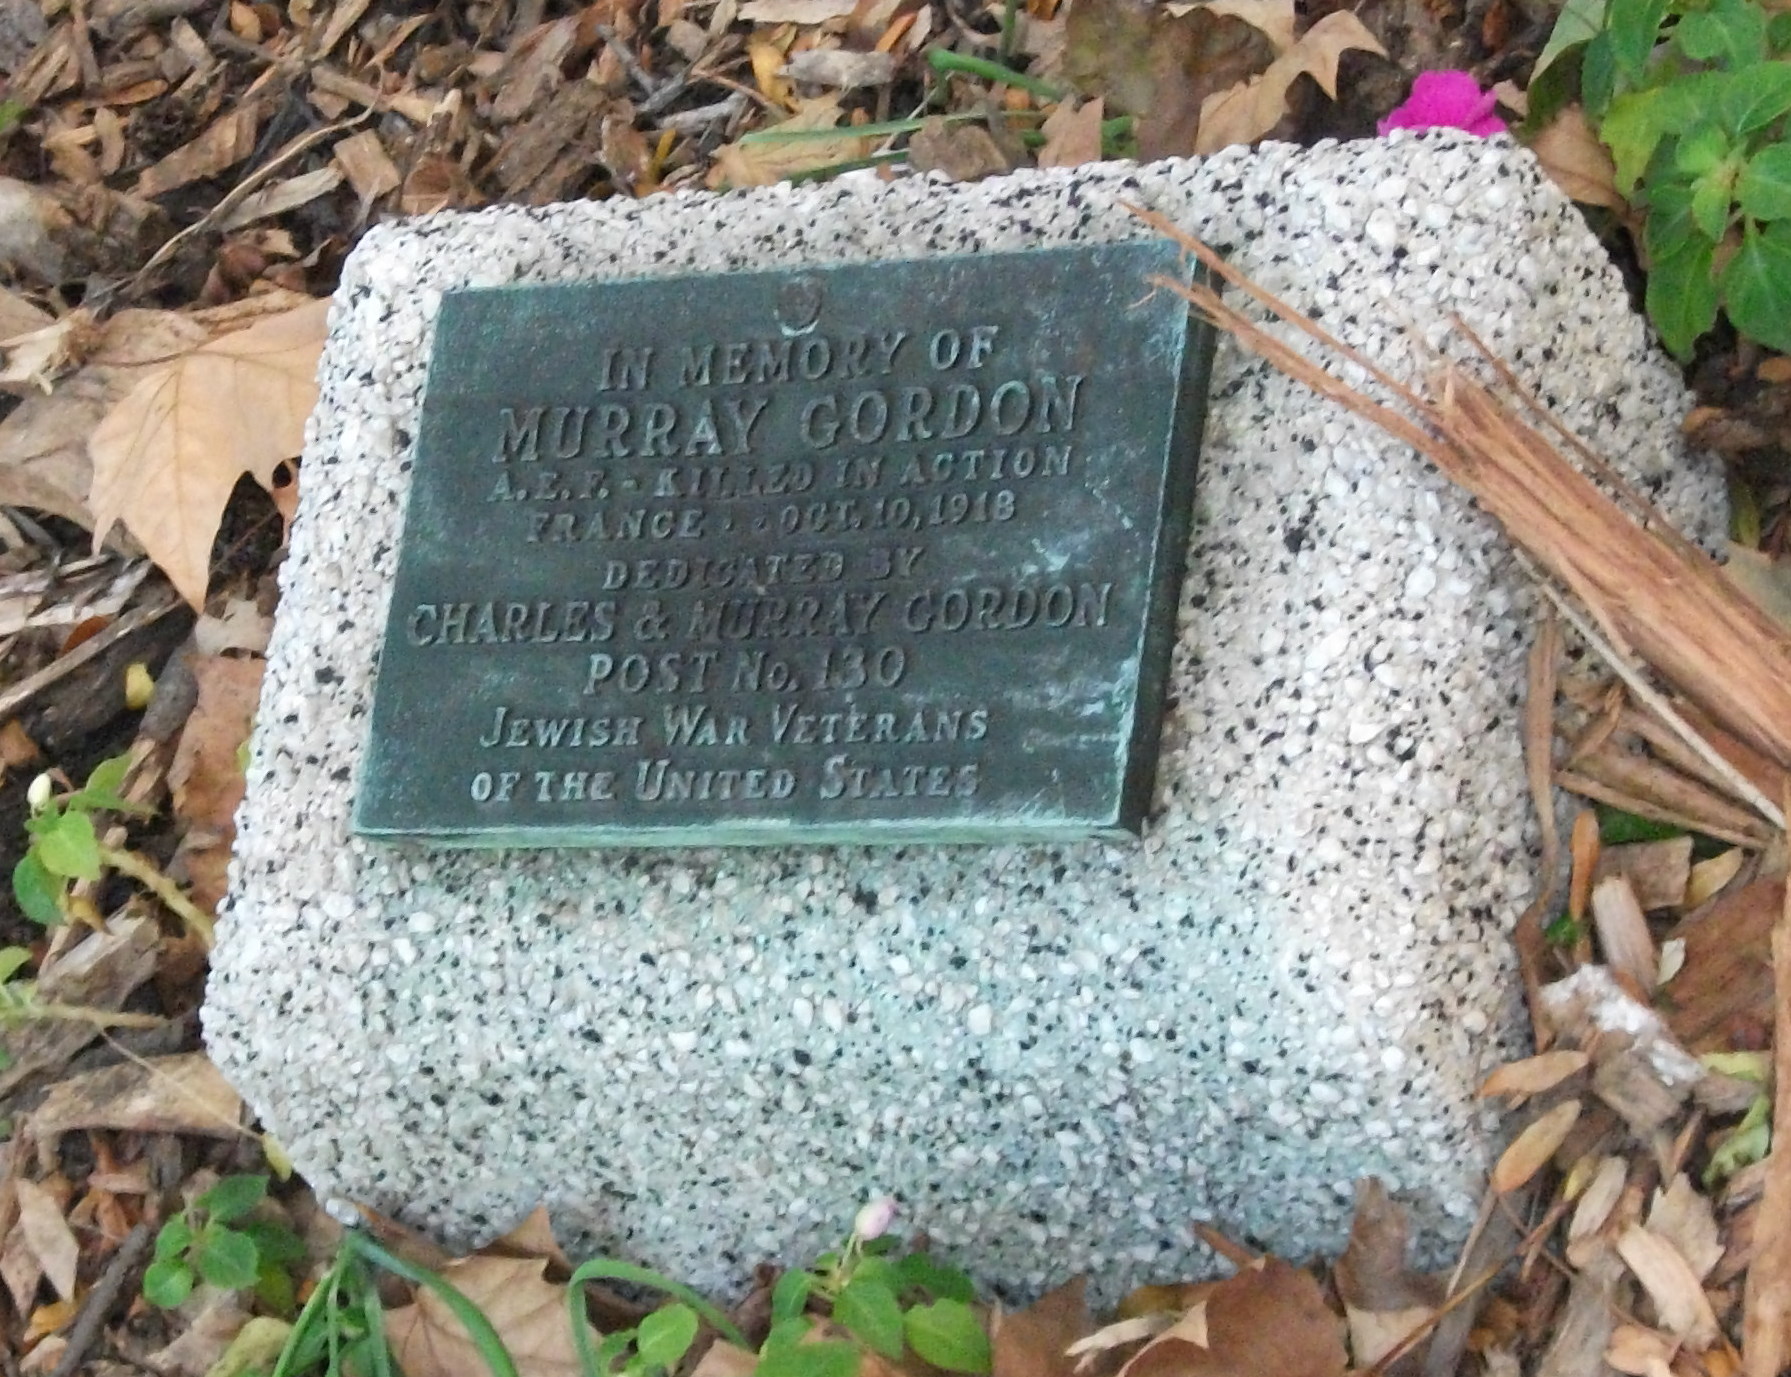 IN MEMORY OF
MURRAY GORDON
A.E.F. - KILLED IN ACTION
FRANCE - - OCT. 10, 1918
DEDICATED BY
CHARLES & MURRAY GORDON
POST No. 130
JEWISH WAR VETERANS
OF THE UNITED STATES